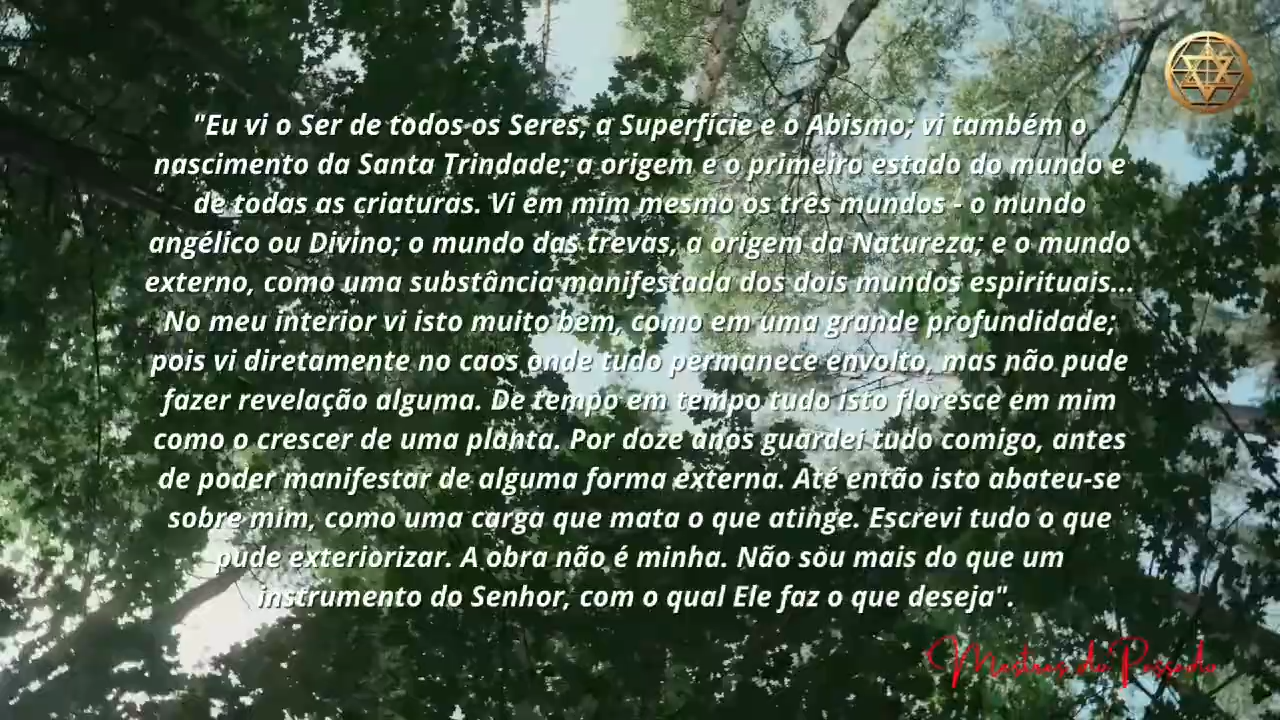 "Eu vi o Ser de todos os Seres, a Superfície e o Abismo; vi também o
nascimento da Santa Trindade; a origem e o primeiro estado do mundo e
de todas as criaturas. Vi em mim mesmo os três mundos - o mundo
angélico ou Divino; o mundo das trevas, a origem da Natureza; e o mundo
externo, como uma substância manifestada dos dois mundos espirituais...
No meu interior vi isto muito bem, como em uma grande profundidade;
pois vi diretamente no caos onde tudo permanece envolto, mas não pude
fazer revelação alguma. De tempo em tempo tudo isto floresce em mim
como o crescer de uma planta. Por doze anos guardei tudo comigo, antes
de poder manifestar de alguma forma externa. Até então isto abateu-se
sobre mim, como uma carga que mata o que atinge. Escrevi tudo o que
pude exteriorizar. A obra não é minha. Não sou mais do que um
instrumento do Senhor, com o qual Ele faz o que deseja".
Mestres do Passado